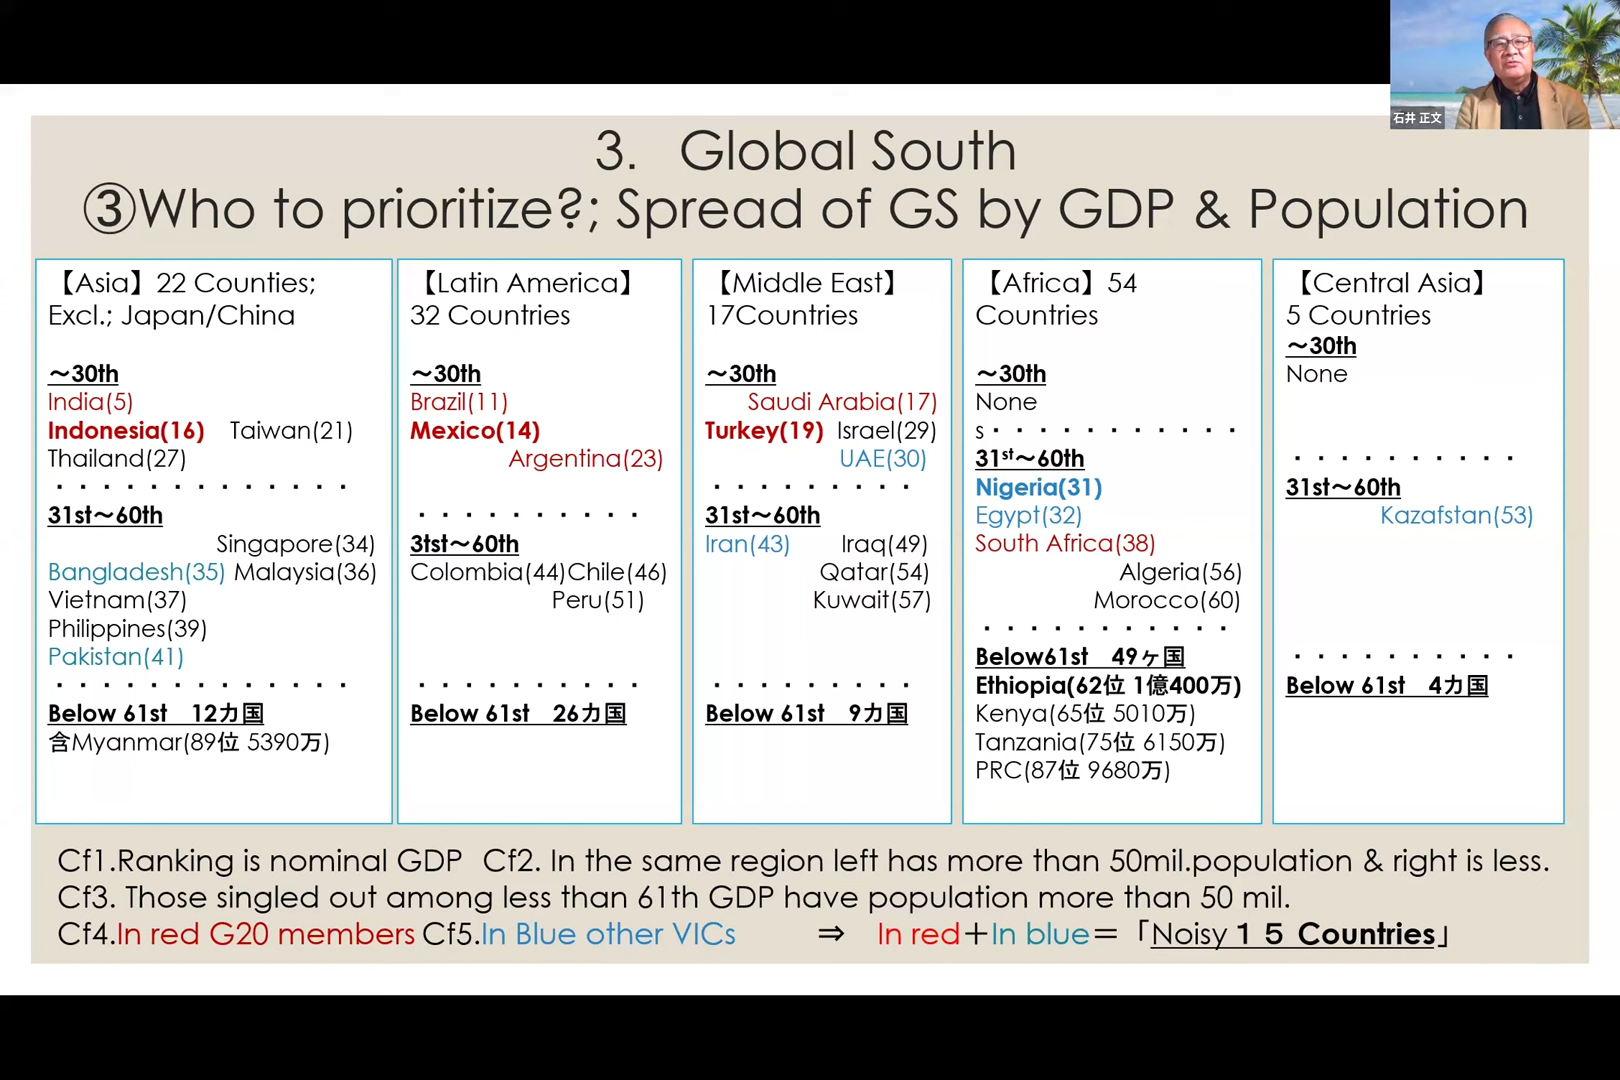 石井 正文
3. Global South
③Who to prioritize?; Spread of GS by GDP & Population
【Asia】22 Counties;
Excl.; Japan/China
～30th
India(5)
Indonesia(16) Taiwan(21)
Thailand(27)
・・・・・・・・・・・・・
31st～60th
Singapore(34)
Bangladesh(35) Malaysia(36)
Vietnam(37)
Philippines(39)
Pakistan(41)
・・・・・・・・・・・・・
Below 61st 12カ国
含Myanmar(89位 5390万)
【Latin America】
32 Countries
～30th
Brazil(11)
Mexico(14)
Argentina(23)
・・・・・・・・・・
3tst～60th
Colombia(44)Chile(46)
Peru(51)
・・・・・・・・・・
Below 61st 26カ国
【Middle East】
17Countries
～30th
Saudi Arabia(17)
Turkey(19) Israel(29)
UAE(30)
・・・・・・・・・
31st～60th
Iran(43) Iraq(49)
Qatar(54)
Kuwait(57)
・・・・・・・・・
Below 61st 9カ国
【Africa】54
Countries
～30th
None
s・・・・・・・・・・・
31st～60th
Nigeria(31)
Egypt(32)
South Africa(38)
Algeria(56)
Morocco(60)
・・・・・・・・・・・
Below61st 49ヶ国
Ethiopia(62位 1億400万)
Kenya(65位 5010万)
Tanzania(75位 6150万)
PRC(87位 9680万)
【Central Asia】
5 Countries
～30th
None
・・・・・・・・・・
31st～60th
Kazafstan(53)
・・・・・・・・・・
Below 61st 4カ国
Cf1.Ranking is nominal GDP Cf2. In the same region left has more than 50mil.population & right is less.
Cf3. Those singled out among less than 61th GDP have population more than 50 mil.
Cf4.In red G20 members Cf5.In Blue other VICs ⇒ In red＋In blue＝「Noisy１５ Countries」